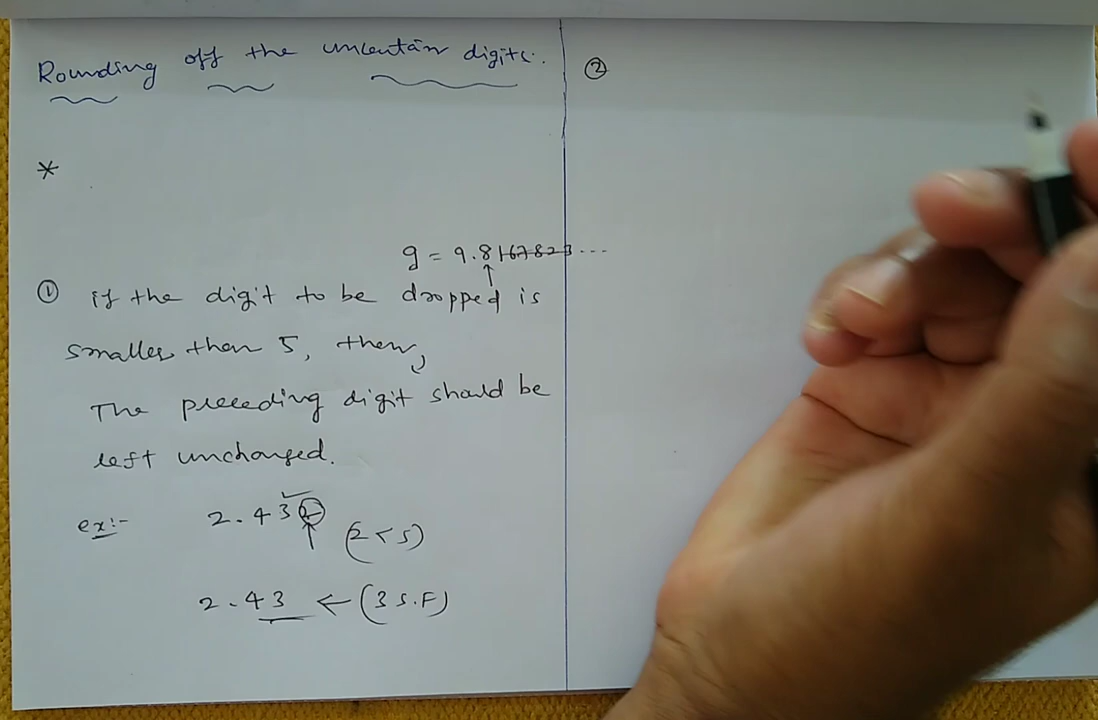 Rounding off the uncertain digits.
*
g = 9.8167823...
① if the digit to be dropped is
smaller than 5, then,
The preceding digit should be
left unchanged.
ex:- 2.432 (2<5)
2.43 ← (3 S.F)
②